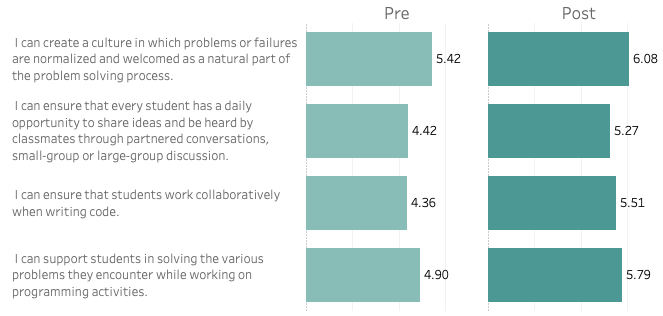 Pre
Post
I can create a culture in which problems or failures
are normalized and welcomed as a natural part of
the problem solving process.
5.42
6.08
I can ensure that every student has a daily
opportunity to share ideas and be heard by
classmates through partnered conversations,
small-group or large-group discussion.
4.42
5.27
I can ensure that students work collaboratively
when writing code.
4.36
5.51
I can support students in solving the various
problems they encounter while working on
programming activities.
4.90
5.79